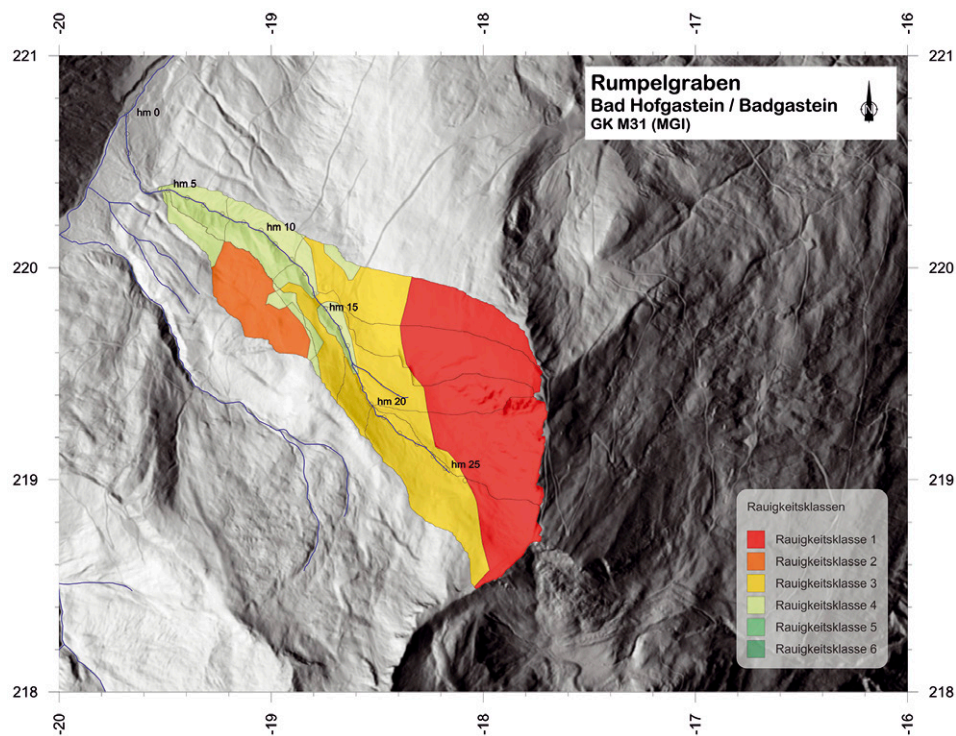 -20 -19 -18 -17 -16
221 221
Rumpelgraben
Bad Hofgastein / Badgastein
GK M31 (MGI)
N
hm 0
hm 5
hm 10
220 220
hm 15
hm 20
hm 25
219 219
Rauigkeitsklassen
Rauigkeitsklasse 1
Rauigkeitsklasse 2
Rauigkeitsklasse 3
Rauigkeitsklasse 4
Rauigkeitsklasse 5
Rauigkeitsklasse 6
218 218
-20 -19 -18 -17 -16